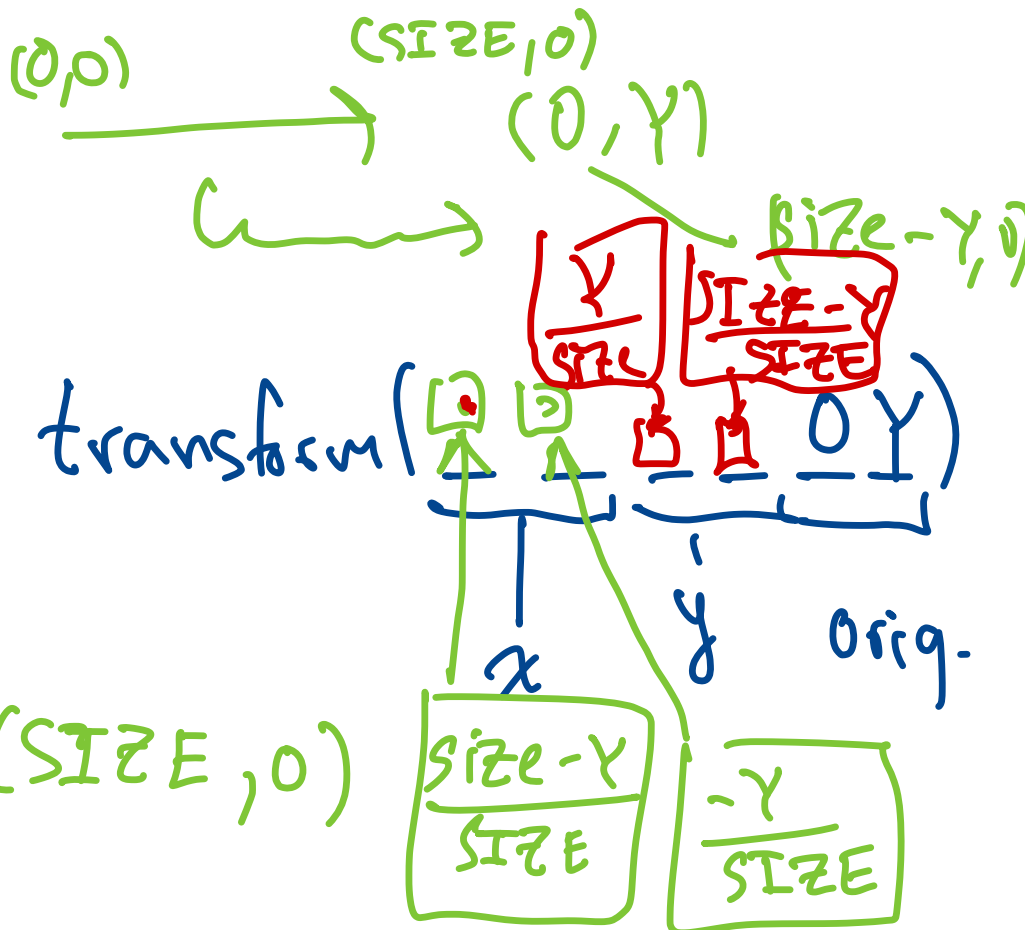 (0,0)
(SIZE,0)
(0,Y)
(Size-Y,0)
Y
SIZE
SIZE-Y
SIZE
transform(
0 Y)
x
y
orig.
(SIZE,0)
Size-Y
SIZE
-Y
SIZE